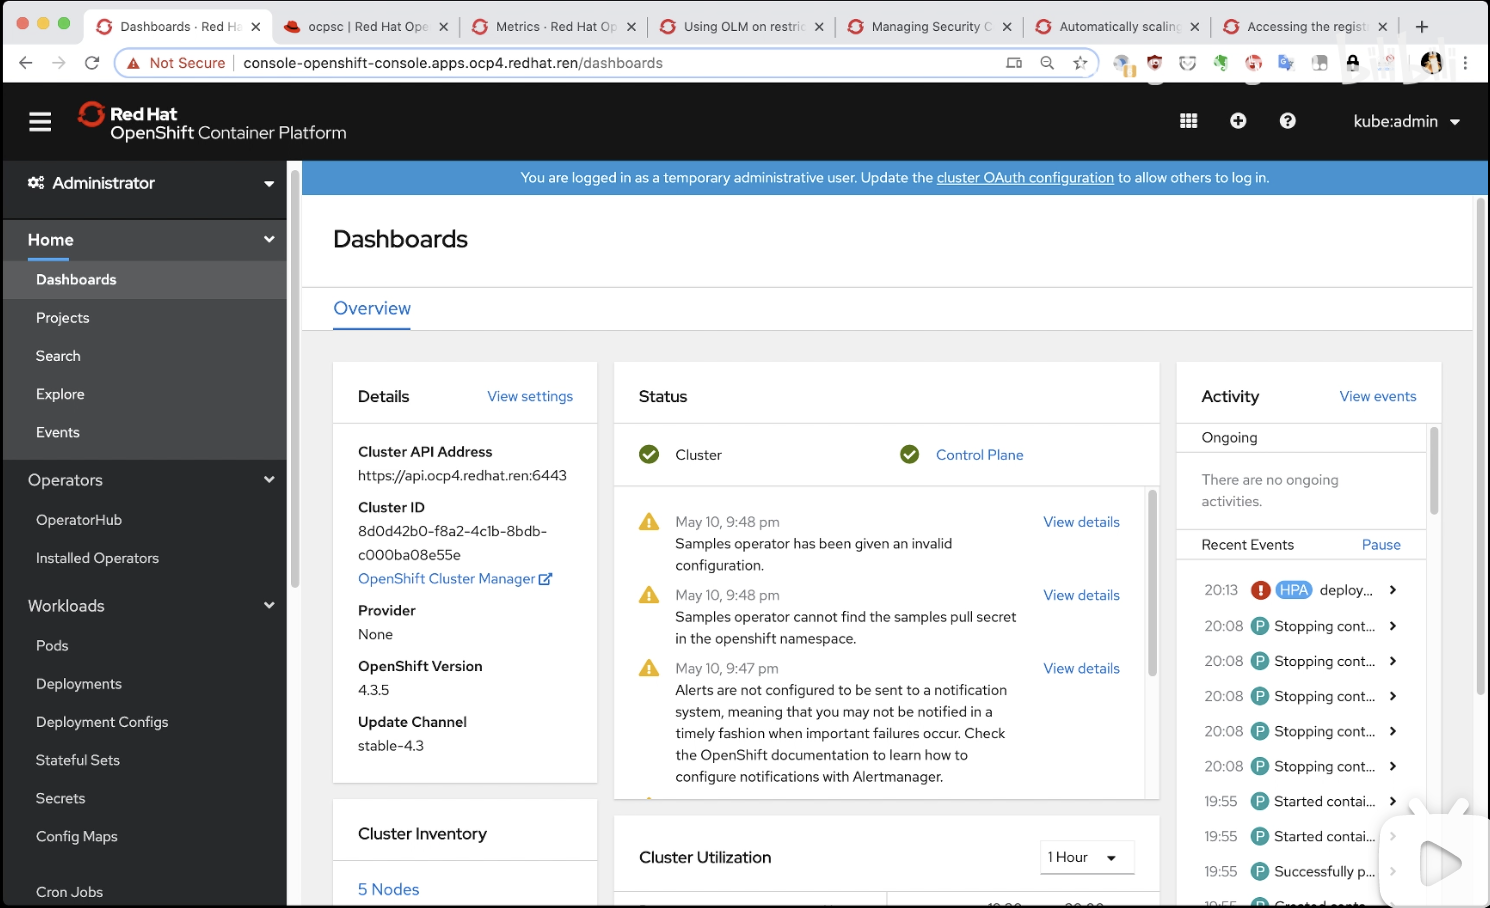 Dashboards · Red Ha
ocpsc | Red Hat Ope
Metrics · Red Hat Op
Using OLM on restric
Managing Security C
Automatically scaling
Accessing the regist
Not Secure
console-openshift-console.apps.ocp4.redhat.ren/dashboards
bilibili
Red Hat
OpenShift Container Platform
kube:admin
Administrator
You are logged in as a temporary administrative user. Update the cluster OAuth configuration to allow others to log in.
Home
Dashboards
Projects
Search
Explore
Events
Operators
OperatorHub
Installed Operators
Workloads
Pods
Deployments
Deployment Configs
Stateful Sets
Secrets
Config Maps
Cron Jobs
Dashboards
Overview
Details
View settings
Cluster API Address
https://api.ocp4.redhat.ren:6443
Cluster ID
8d0d42b0-f8a2-4c1b-8bdb-
c000ba08e55e
OpenShift Cluster Manager
Provider
None
OpenShift Version
4.3.5
Update Channel
stable-4.3
Cluster Inventory
5 Nodes
Status
Cluster
Control Plane
May 10, 9:48 pm
View details
Samples operator has been given an invalid
configuration.
May 10, 9:48 pm
View details
Samples operator cannot find the samples pull secret
in the openshift namespace.
May 10, 9:47 pm
View details
Alerts are not configured to be sent to a notification
system, meaning that you may not be notified in a
timely fashion when important failures occur. Check
the OpenShift documentation to learn how to
configure notifications with Alertmanager.
Cluster Utilization
1 Hour
Activity
View events
Ongoing
There are no ongoing
activities.
Recent Events
Pause
20:13 HPA deploy...
20:08 P Stopping cont...
20:08 P Stopping cont...
20:08 P Stopping cont...
20:08 P Stopping cont...
20:08 P Stopping cont...
19:55 P Started contai...
19:55 P Started contai...
19:55 P Successfully p...